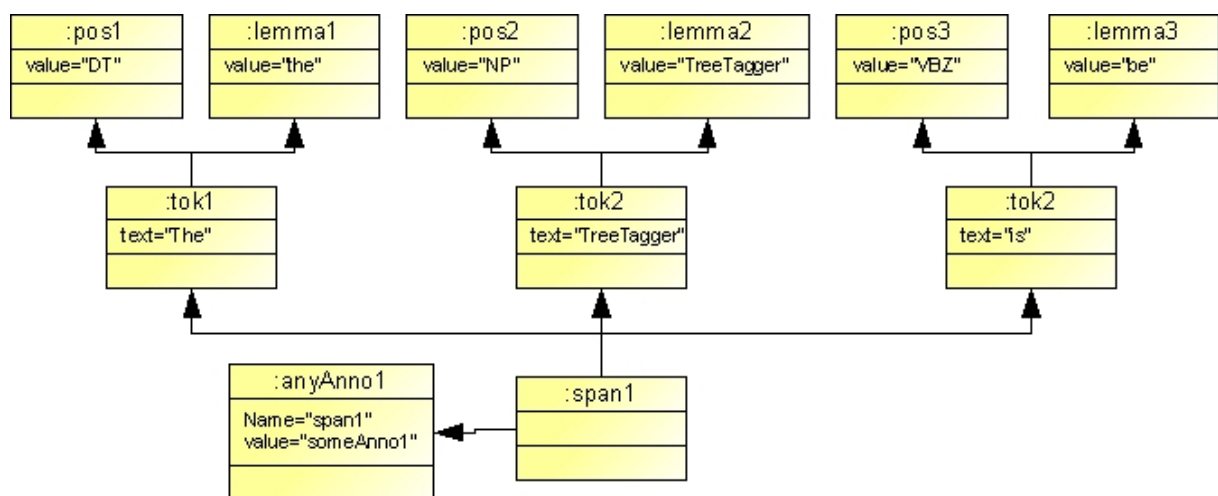 :pos1
value="DT"
:lemma1
value="the"
:pos2
value="NP"
:lemma2
value="TreeTagger"
:pos3
value="VBZ"
:lemma3
value="be"
:tok1
text="The"
:tok2
text="TreeTagger"
:tok2
text="is"
:anyAnno1
Name="span1"
value="someAnno1"
:span1